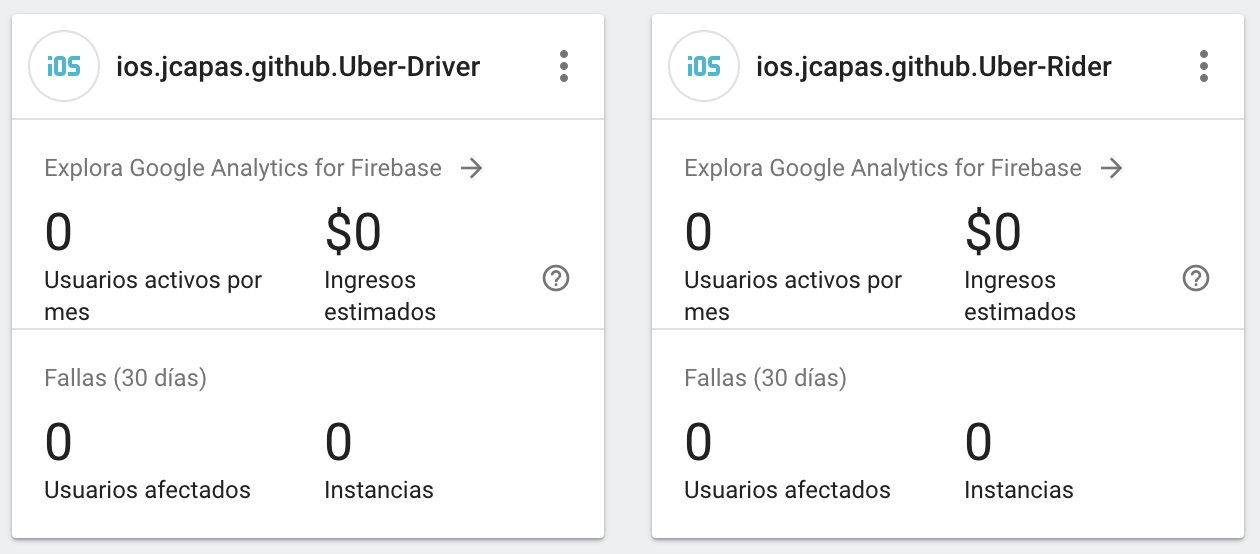 iOS ios.jcapas.github.Uber-Driver
Explora Google Analytics for Firebase →
0 $0
Usuarios activos por mes
Ingresos estimados
Fallas (30 días)
0 0
Usuarios afectados Instancias
iOS ios.jcapas.github.Uber-Rider
Explora Google Analytics for Firebase →
0 $0
Usuarios activos por mes
Ingresos estimados
Fallas (30 días)
0 0
Usuarios afectados Instancias